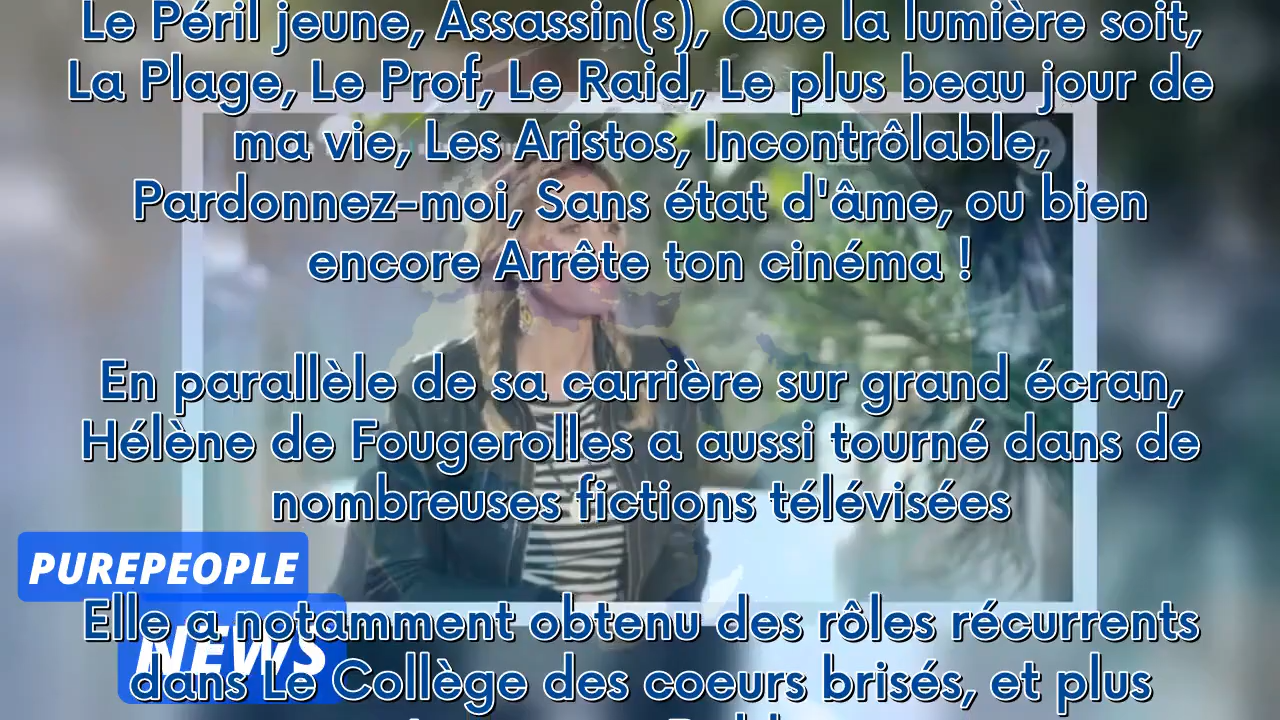 Le Péril jeune, Assassin(s), Que la lumière soit,
La Plage, Le Prof, Le Raid, Le plus beau jour de
ma vie, Les Aristos, Incontrôlable,
Pardonnez-moi, Sans état d'âme, ou bien
encore Arrête ton cinéma !
En parallèle de sa carrière sur grand écran,
Hélène de Fougerolles a aussi tourné dans de
nombreuses fictions télévisées
PUREPEOPLE
Elle a notamment obtenu des rôles récurrents
NEWS
dans Le Collège des coeurs brisés, et plus